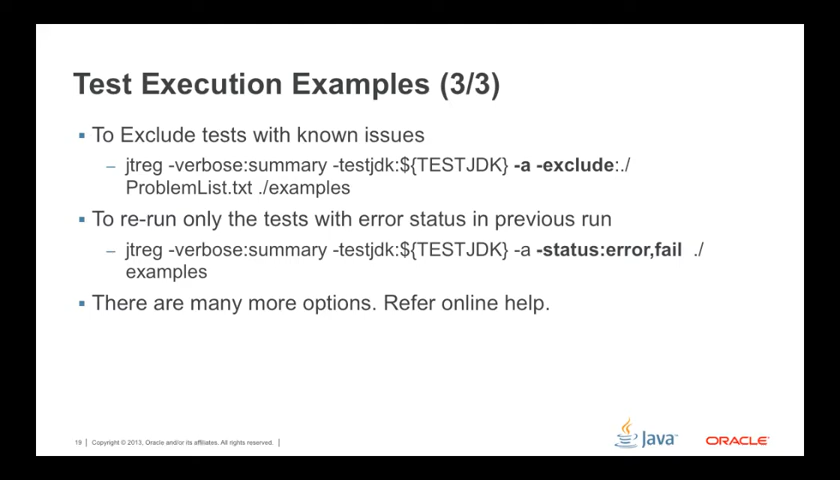 Test Execution Examples (3/3)
▪ To Exclude tests with known issues
– jtreg -verbose:summary -testjdk:${TESTJDK} -a -exclude:./
ProblemList.txt ./examples
▪ To re-run only the tests with error status in previous run
– jtreg -verbose:summary -testjdk:${TESTJDK} -a -status:error,fail ./
examples
▪ There are many more options. Refer online help.
19 | Copyright © 2013, Oracle and/or its affiliates. All rights reserved. |
Java™
ORACLE®